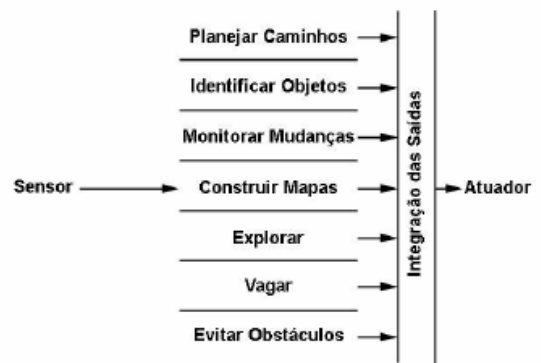 Planejar Caminhos
Identificar Objetos
Monitorar Mudanças
Sensor
Construir Mapas
Explorar
Vagar
Evitar Obstáculos
Integração das Saídas
Atuador